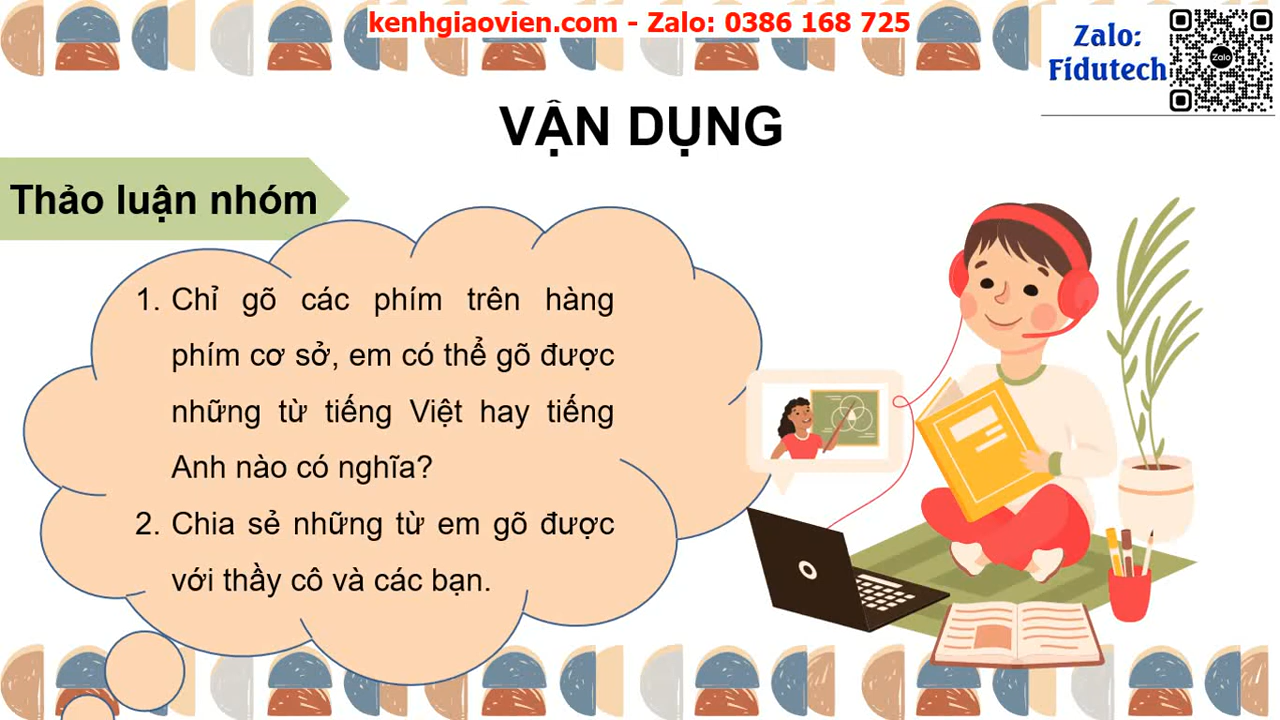 kenhgiaovien.com - Zalo: 0386 168 725
Zalo:
Fidutech
Zalo
VẬN DỤNG
Thảo luận nhóm
1. Chỉ gõ các phím trên hàng
phím cơ sở, em có thể gõ được
những từ tiếng Việt hay tiếng
Anh nào có nghĩa?
2. Chia sẻ những từ em gõ được
với thầy cô và các bạn.